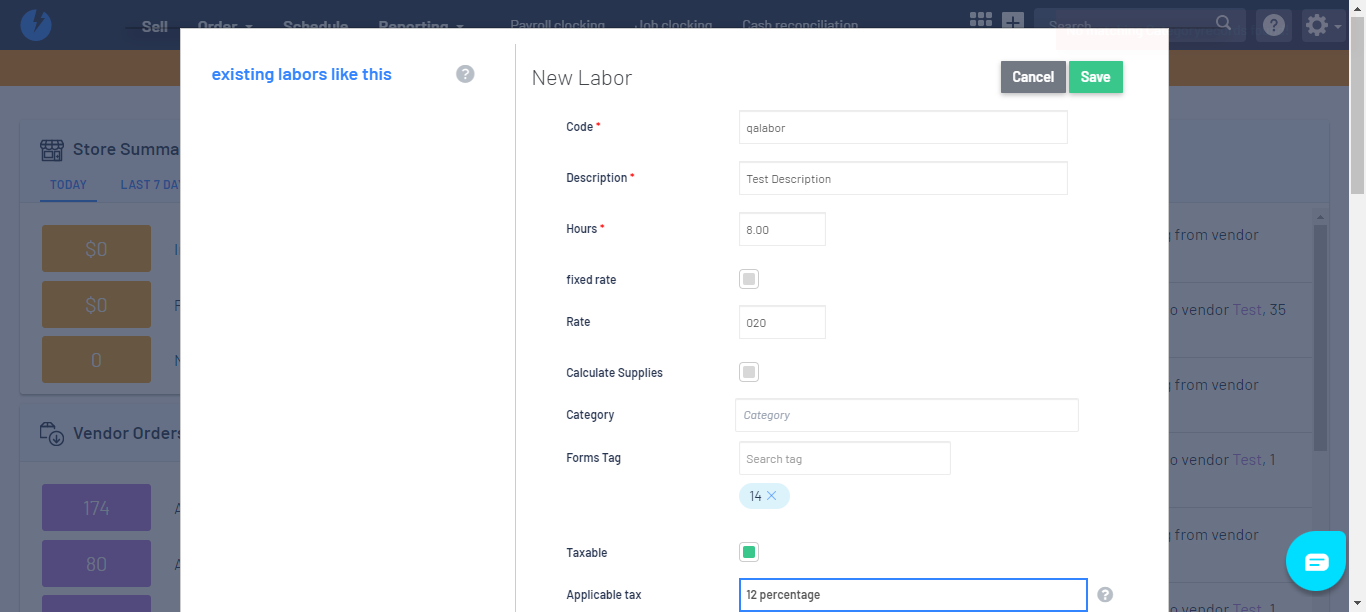 Sell Order Schedule Reporting Payroll clocking Job clocking Cash reconciliation Search ?
existing labors like this ?
New Labor
Cancel Save
Code *
qalabor
Description *
Test Description
Hours *
8.00
fixed rate
Rate
020
Calculate Supplies
Category
Category
Forms Tag
Search tag
14
Taxable
Applicable tax
12 percentage
?
Store Summa
TODAY LAST 7 DA
$0
$0
0
Vendor Orders
174
80
g from vendor
o vendor Test, 35
g from vendor
o vendor Test, 1
g from vendor
o vendor Test, 1